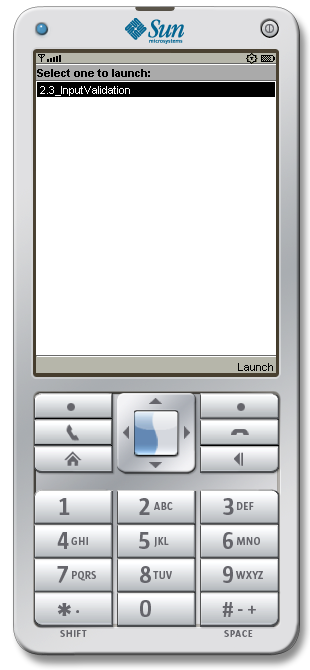 Sun
microsystems
Select one to launch:
2.3_InputValidation
Launch
1 2 ABC 3 DEF
4 GHI 5 JKL 6 MNO
7 PQRS 8 TUV 9 WXYZ
* . 0 # - +
SHIFT SPACE